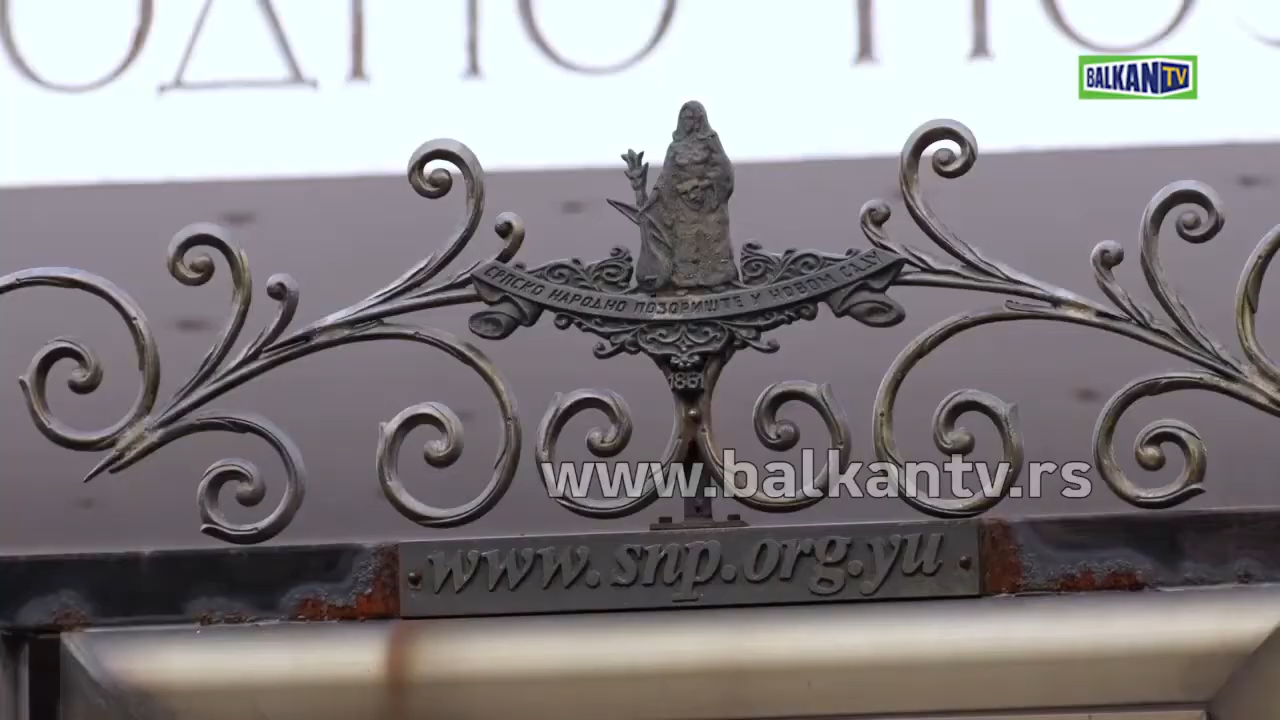 ОДНО ПОЗ
BALKAN TV
СРПСКО НАРОДНО ПОЗОРИШТЕ У НОВОМ САДУ
1861
www.balkantv.rs
www.snp.org.yu